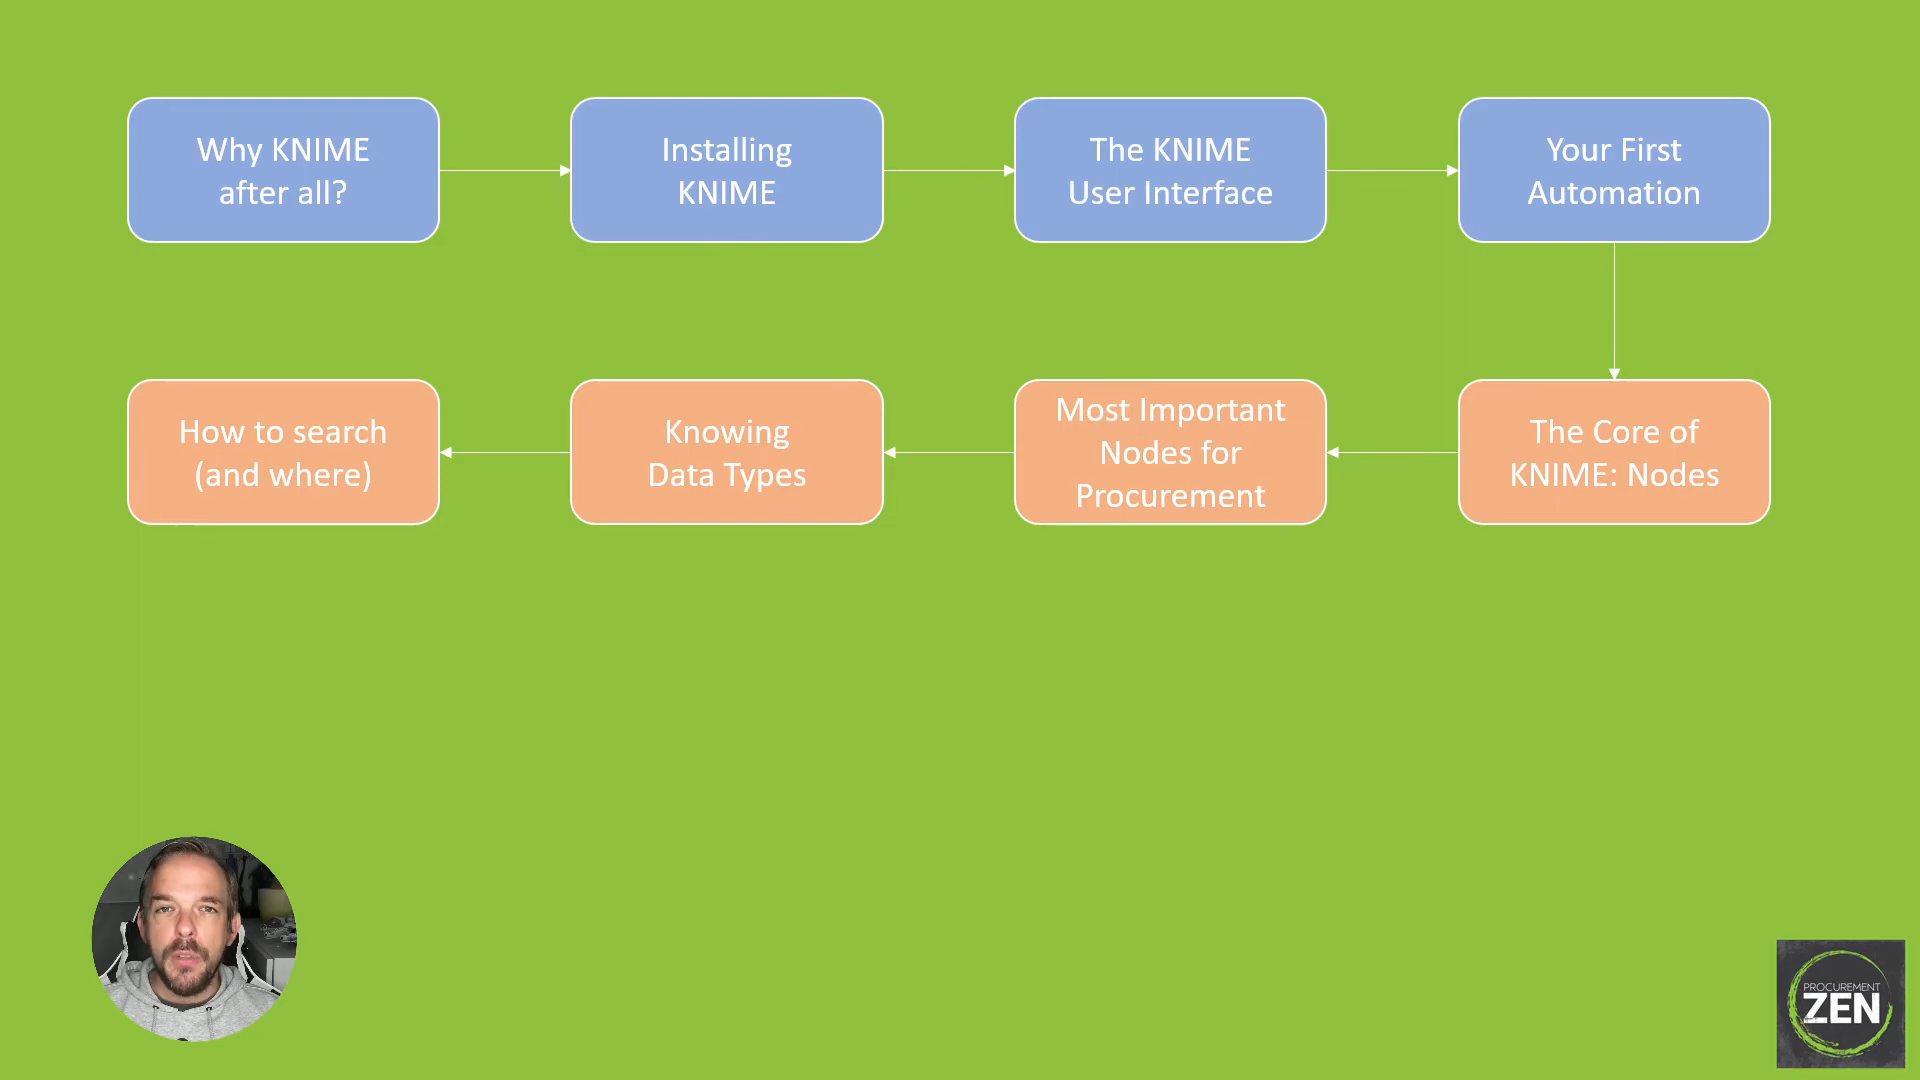 Why KNIME
after all?
Installing
KNIME
The KNIME
User Interface
Your First
Automation
How to search
(and where)
Knowing
Data Types
Most Important
Nodes for
Procurement
The Core of
KNIME: Nodes
PROCUREMENT
ZEN